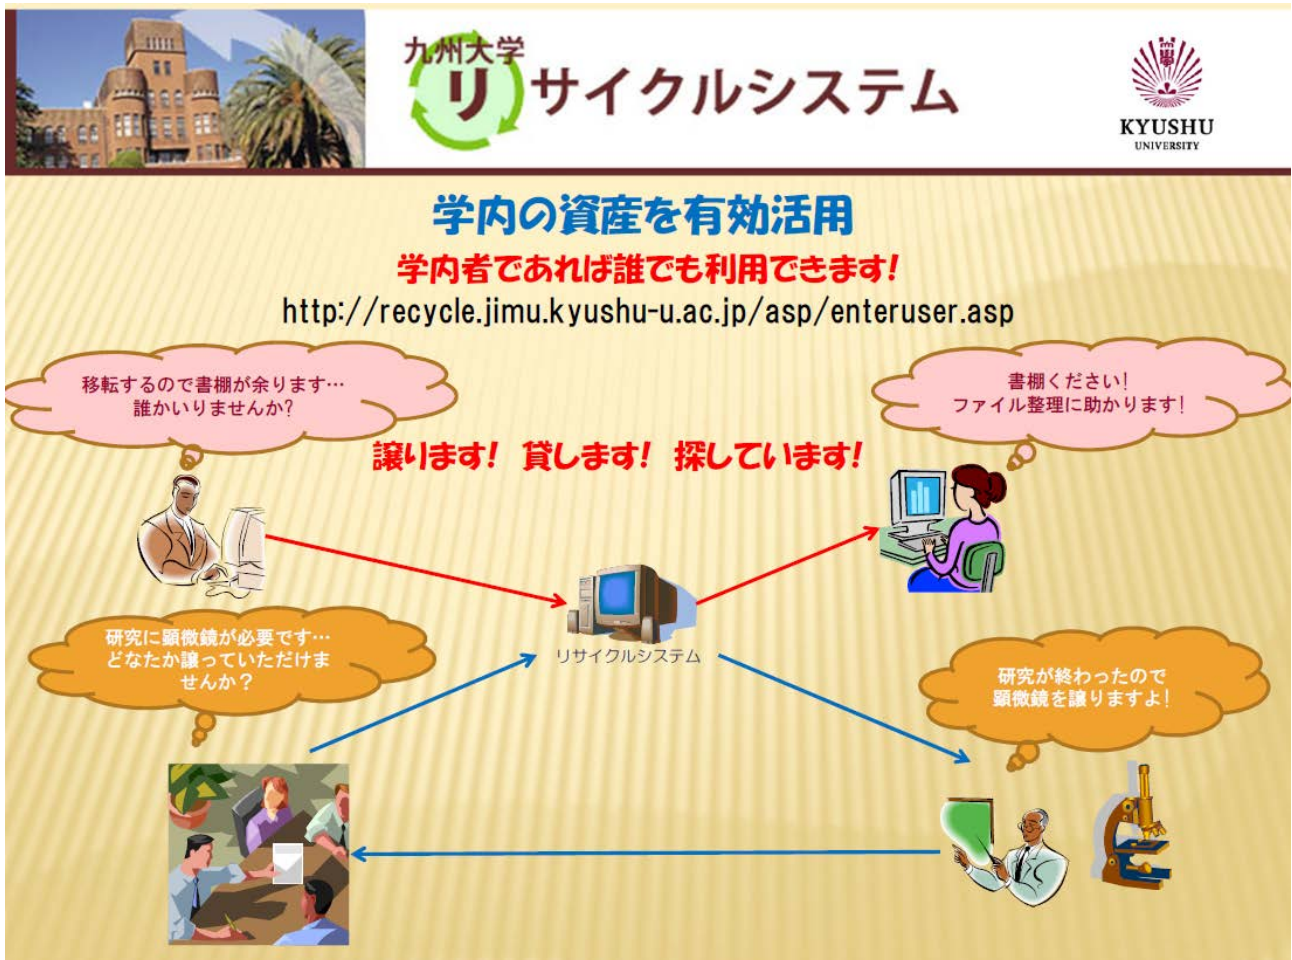 九州大学
リサイクルシステム
KYUSHU
UNIVERSITY
学内の資産を有効活用
学内者であれば誰でも利用できます!
http://recycle.jimu.kyushu-u.ac.jp/asp/enteruser.asp
移転するので書棚が余ります…
誰かいりませんか?
書棚ください!
ファイル整理に助かります!
譲ります! 貸します! 探しています!
研究に顕微鏡が必要です…
どなたか譲っていただけま
せんか?
リサイクルシステム
研究が終わったので
顕微鏡を譲りますよ!